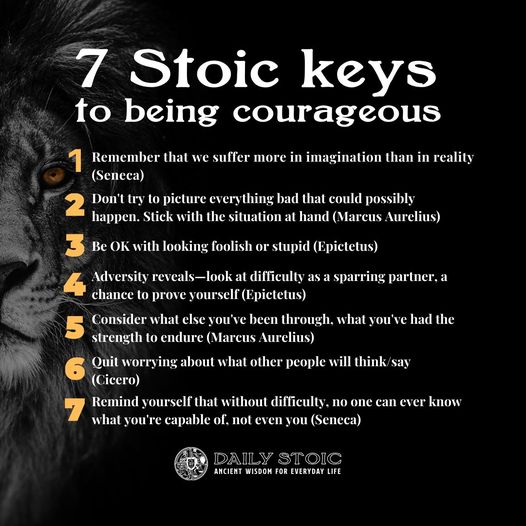 7 Stoic keys
to being courageous
1 Remember that we suffer more in imagination than in reality
(Seneca)
2 Don't try to picture everything bad that could possibly
happen. Stick with the situation at hand (Marcus Aurelius)
3 Be OK with looking foolish or stupid (Epictetus)
4 Adversity reveals—look at difficulty as a sparring partner, a
chance to prove yourself (Epictetus)
5 Consider what else you've been through, what you've had the
strength to endure (Marcus Aurelius)
6 Quit worrying about what other people will think/say
(Cicero)
7 Remind yourself that without difficulty, no one can ever know
what you're capable of, not even you (Seneca)
DAILY STOIC
ANCIENT WISDOM FOR EVERYDAY LIFE